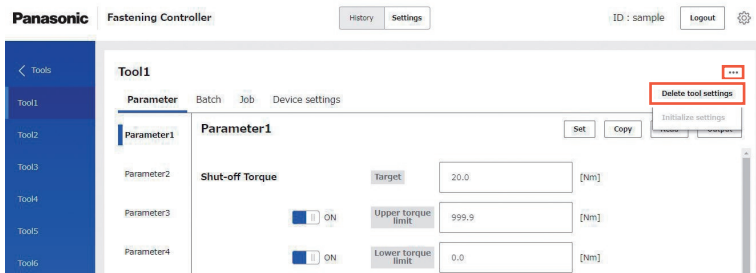 Panasonic Fastening Controller History Settings ID : sample Logout
Tools
Tool1
Tool2
Tool3
Tool4
Tool5
Tool6
Tool1
...
Delete tool settings
Initialize settings
Parameter Batch Job Device settings
Parameter1
Parameter2
Parameter3
Parameter4
Parameter1 Set Copy
Shut-off Torque Target 20.0 [Nm]
ON Upper torque limit 999.9 [Nm]
ON Lower torque limit 0.0 [Nm]